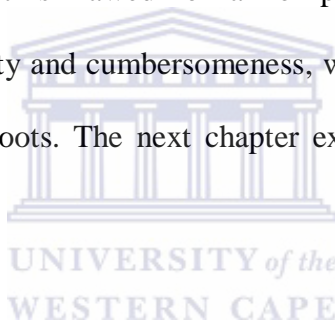 ty and cumbersomeness, v
oots. The next chapter ex
UNIVERSITY of the
WESTERN CAPE